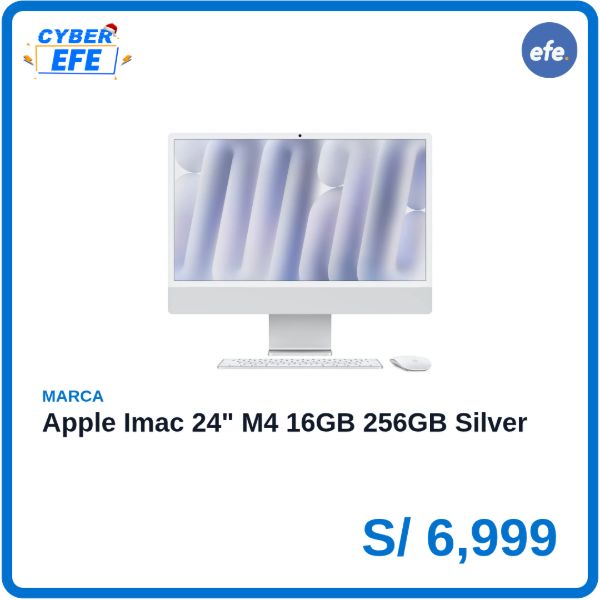 CYBER
EFE
efe.
MARCA
Apple Imac 24" M4 16GB 256GB Silver
S/ 6,999